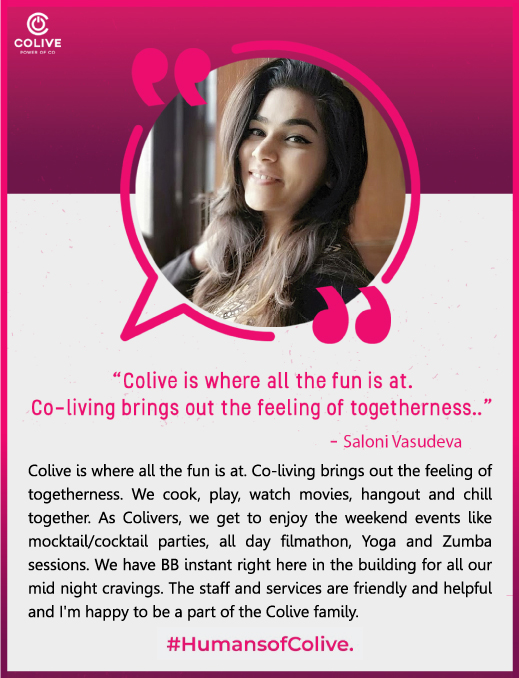 COLIVE
POWER OF CO
“Colive is where all the fun is at.
Co-living brings out the feeling of togetherness..”
- Saloni Vasudeva
Colive is where all the fun is at. Co-living brings out the feeling of
togetherness. We cook, play, watch movies, hangout and chill
together. As Colivers, we get to enjoy the weekend events like
mocktail/cocktail parties, all day filmathon, Yoga and Zumba
sessions. We have BB instant right here in the building for all our
mid night cravings. The staff and services are friendly and helpful
and I'm happy to be a part of the Colive family.
#HumansofColive.